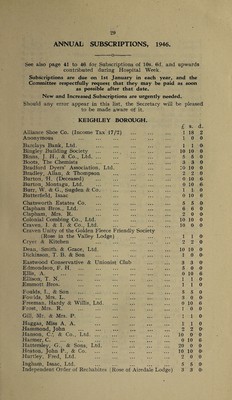 28
ANNUAL SUBSCRIPTIONS, 1946.
See also page 41 to 46 for Subscriptions of 10s. 6d. and upwards
contributed during Hospital Week.
Subscriptions are due on 1st January in each year, and the
Committee respectfully request that they may be paid as soon
as possible after that date.
New and Increased Subscriptions are urgently needed.
Should any error appear in this list, the Secretary will be pleased
to be made aware of it.
KEIGHLEY BOROUGH.
£ s. d.
Alliance Shoe Co. (Income Tax 17/2) ... 1 18 2
Anonymous ... 1 0 0
Barclays Bank, Ltd. ... 1 1 0
Bingley Building Society ... 10 10 0
Blunn, J. H., & Co., Ltd. ... 5 5 0
Boots, The Chemists ... 3 3 0
Bradford Dyers' Association, Ltd. ... 20 10 0
Bradley, Allan, & Thompson ... 2 2 0
Barton, H. (Deceased) ... 0 10 6
Burton, Montage, Ltd. ... 0 10 6
Busy, W. & G., Sugden & Co. ... 1 1 0
Butterfield, Isaac ... 0 10 0
Chatsworth Estates Co. ... 5 5 0
Clapham Bros., Ltd. ... 6 6 0
Clapham, Mrs. R. ... 2 0 0
Colonial Combing Co., Ltd. ... 10 10 0
Craven, J. & J. & Co., Ltd. ... 10 0 0
Craven Unity of the Golden Fleece Friendly Society
(Rose in the Valley Lodge) ... 1 1 0
Cryer & Kitchen ... 2 2 0
Dean, Smith & Grace, Ltd. ... 10 10 0
Dickinson, T. B. & Son ... 1 0 0
Eastwood Conservative & Unionist Club ... 3 3 0
Edmondson, F. H. ... 5 0 0
Ellis, A. ... 0 10 6
Ellison, T. N. ... 1 1 0
Emmott Bros. ... 1 1 0
Foulds, I., & Son ... 5 5 0
Foulds, Mrs. L. ... 5 0 0
Freeman, Hardy & Willis, Ltd. ... 0 10 6
Forst, Mrs. R. ... 1 0 0
Gill, Mr. & Mrs. P. ... 1 1 0
Haggas, Miss A. A. ... 1 1 0
Hammond, John ... 2 2 0
Hanson, C., & Co., Ltd. ... 10 0 0
Harmer, C. ... 0 10 6
Hattersley, G., & Sons, Ltd. ... 20 0 0
Heaton, John P., & Co. ... 10 10 0
Hartley, Fred, Ltd. ... 2 0 0
Ingham, Isaac, Ltd. ... 5 5 0
Independent Order of Rechabites (Rose of Airedale Lodge) 3 3 0